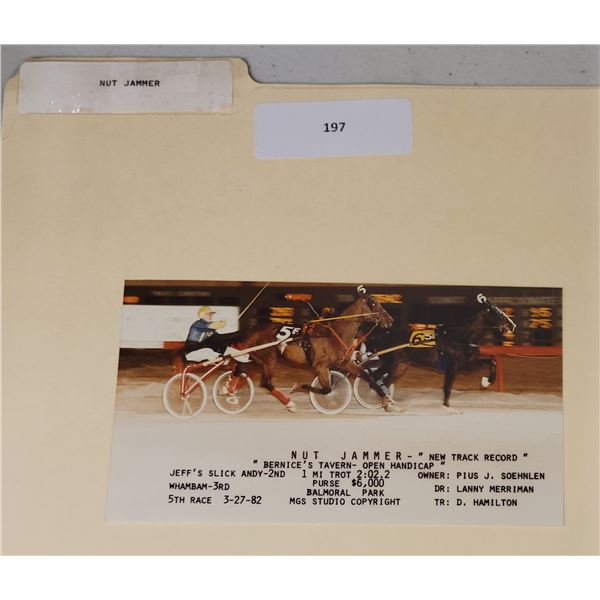 NUT JAMMER
197
5
6
NUT JAMMER-"NEW TRACK RECORD"
"BERNICE'S TAVERN- OPEN HANDICAP"
JEFF'S SLICK ANDY-2ND 1 MI TROT 2:02.2 OWNER: PIUS J. SOEHNLEN
WHAMBAM-3RD PURSE $6,000 DR: LANNY MERRIMAN
BALMORAL PARK
5TH RACE 3-27-82 MGS STUDIO COPYRIGHT TR: D. HAMILTON